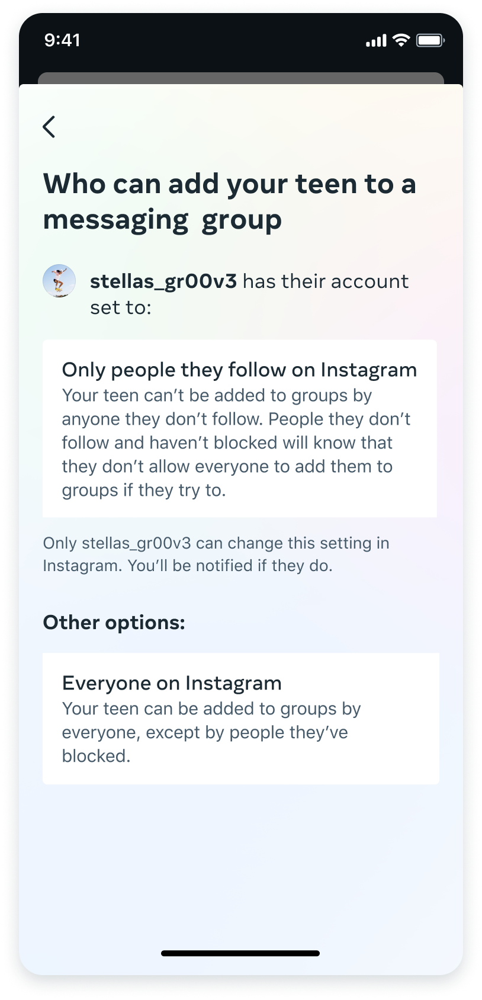 9:41
Who can add your teen to a
messaging  group
stellas_gr00v3 has their account
set to:
Only people they follow on Instagram
Your teen can’t be added to groups by
anyone they don’t follow. People they don’t
follow and haven’t blocked will know that
they don’t allow everyone to add them to
groups if they try to.
Only stellas_gr00v3 can change this setting in
Instagram. You’ll be notified if they do.
Other options:
Everyone on Instagram
Your teen can be added to groups by
everyone, except by people they’ve
blocked.